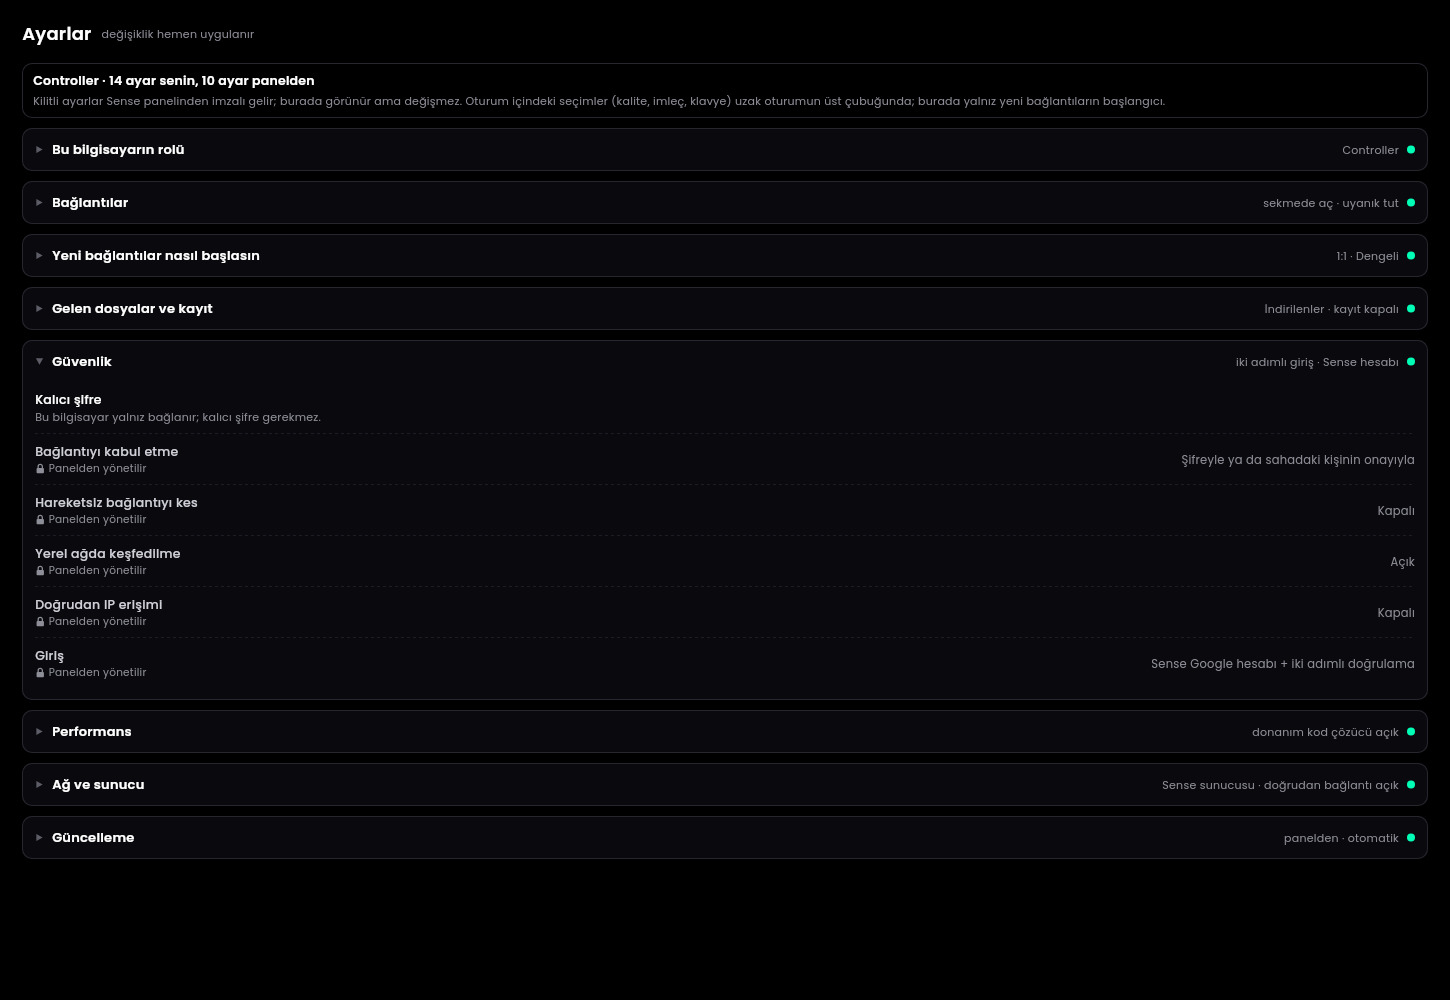 Ayarlar değişiklik hemen uygulanır
Controller · 14 ayar senin, 10 ayar panelden
Kilitli ayarlar Sense panelinden imzalı gelir; burada görünür ama değişmez. Oturum içindeki seçimler (kalite, imleç, klavye) uzak oturumun üst çubuğunda; burada yalnız yeni bağlantıların başlangıcı.
Bu bilgisayarın rolü Controller
Bağlantılar sekmede aç · uyanık tut
Yeni bağlantılar nasıl başlasın 1:1 · Dengeli
Gelen dosyalar ve kayıt İndirilenler · kayıt kapalı
Güvenlik iki adımlı giriş · Sense hesabı
Kalıcı şifre
Bu bilgisayar yalnız bağlanır; kalıcı şifre gerekmez.
Bağlantıyı kabul etme
Panelden yönetilir
Şifreyle ya da sahadaki kişinin onayıyla
Hareketsiz bağlantıyı kes
Panelden yönetilir
Kapalı
Yerel ağda keşfedilme
Panelden yönetilir
Açık
Doğrudan IP erişimi
Panelden yönetilir
Kapalı
Giriş
Panelden yönetilir
Sense Google hesabı + iki adımlı doğrulama
Performans donanım kod çözücü açık
Ağ ve sunucu Sense sunucusu · doğrudan bağlantı açık
Güncelleme panelden · otomatik